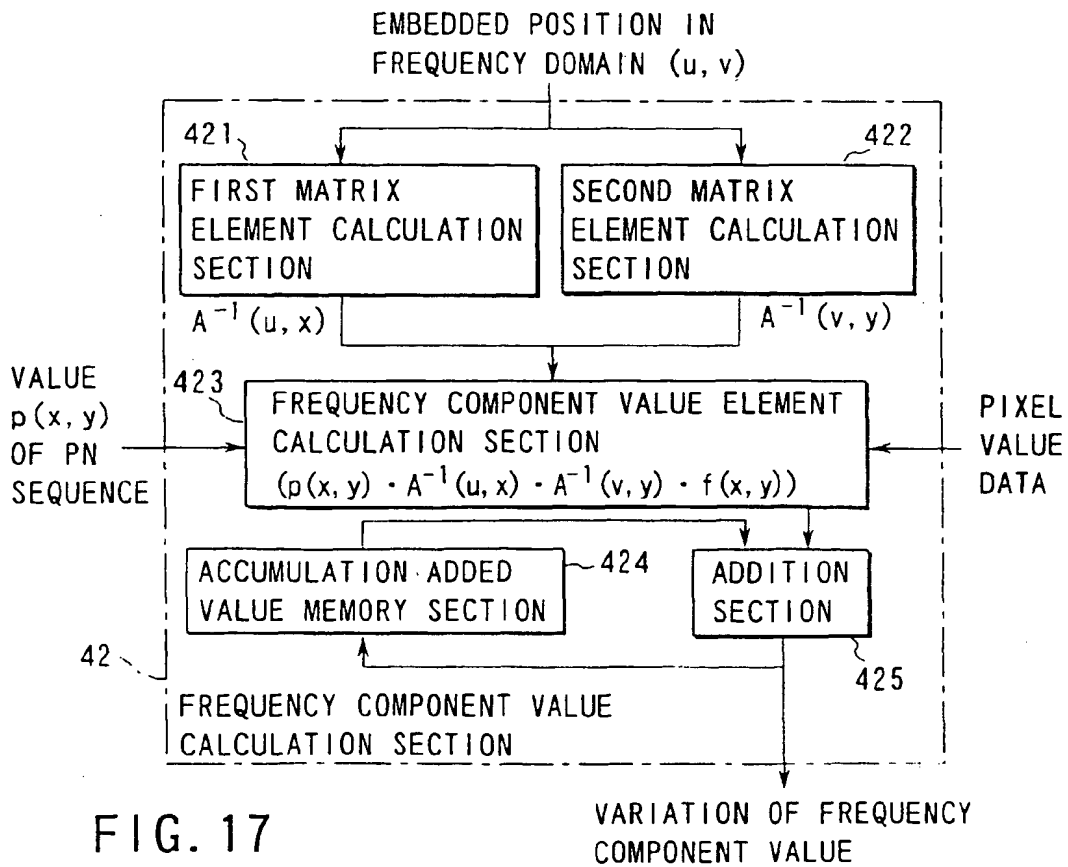 EMBEDDED POSITION IN
FREQUENCY DOMAIN (u, v)
421
422
FIRST MATRIX
ELEMENT CALCULATION
SECTION
SECOND MATRIX
ELEMENT CALCULATION
SECTION
A⁻¹(u, x)
A⁻¹(v, y)
VALUE
p(x, y)
OF PN
SEQUENCE
423
FREQUENCY COMPONENT VALUE ELEMENT
CALCULATION SECTION
(p(x, y) · A⁻¹(u, x) · A⁻¹(v, y) · f(x, y))
PIXEL
VALUE
DATA
ACCUMULATION ADDED
VALUE MEMORY SECTION
424
ADDITION
SECTION
425
42
FREQUENCY COMPONENT VALUE
CALCULATION SECTION
FIG. 17
VARIATION OF FREQUENCY
COMPONENT VALUE